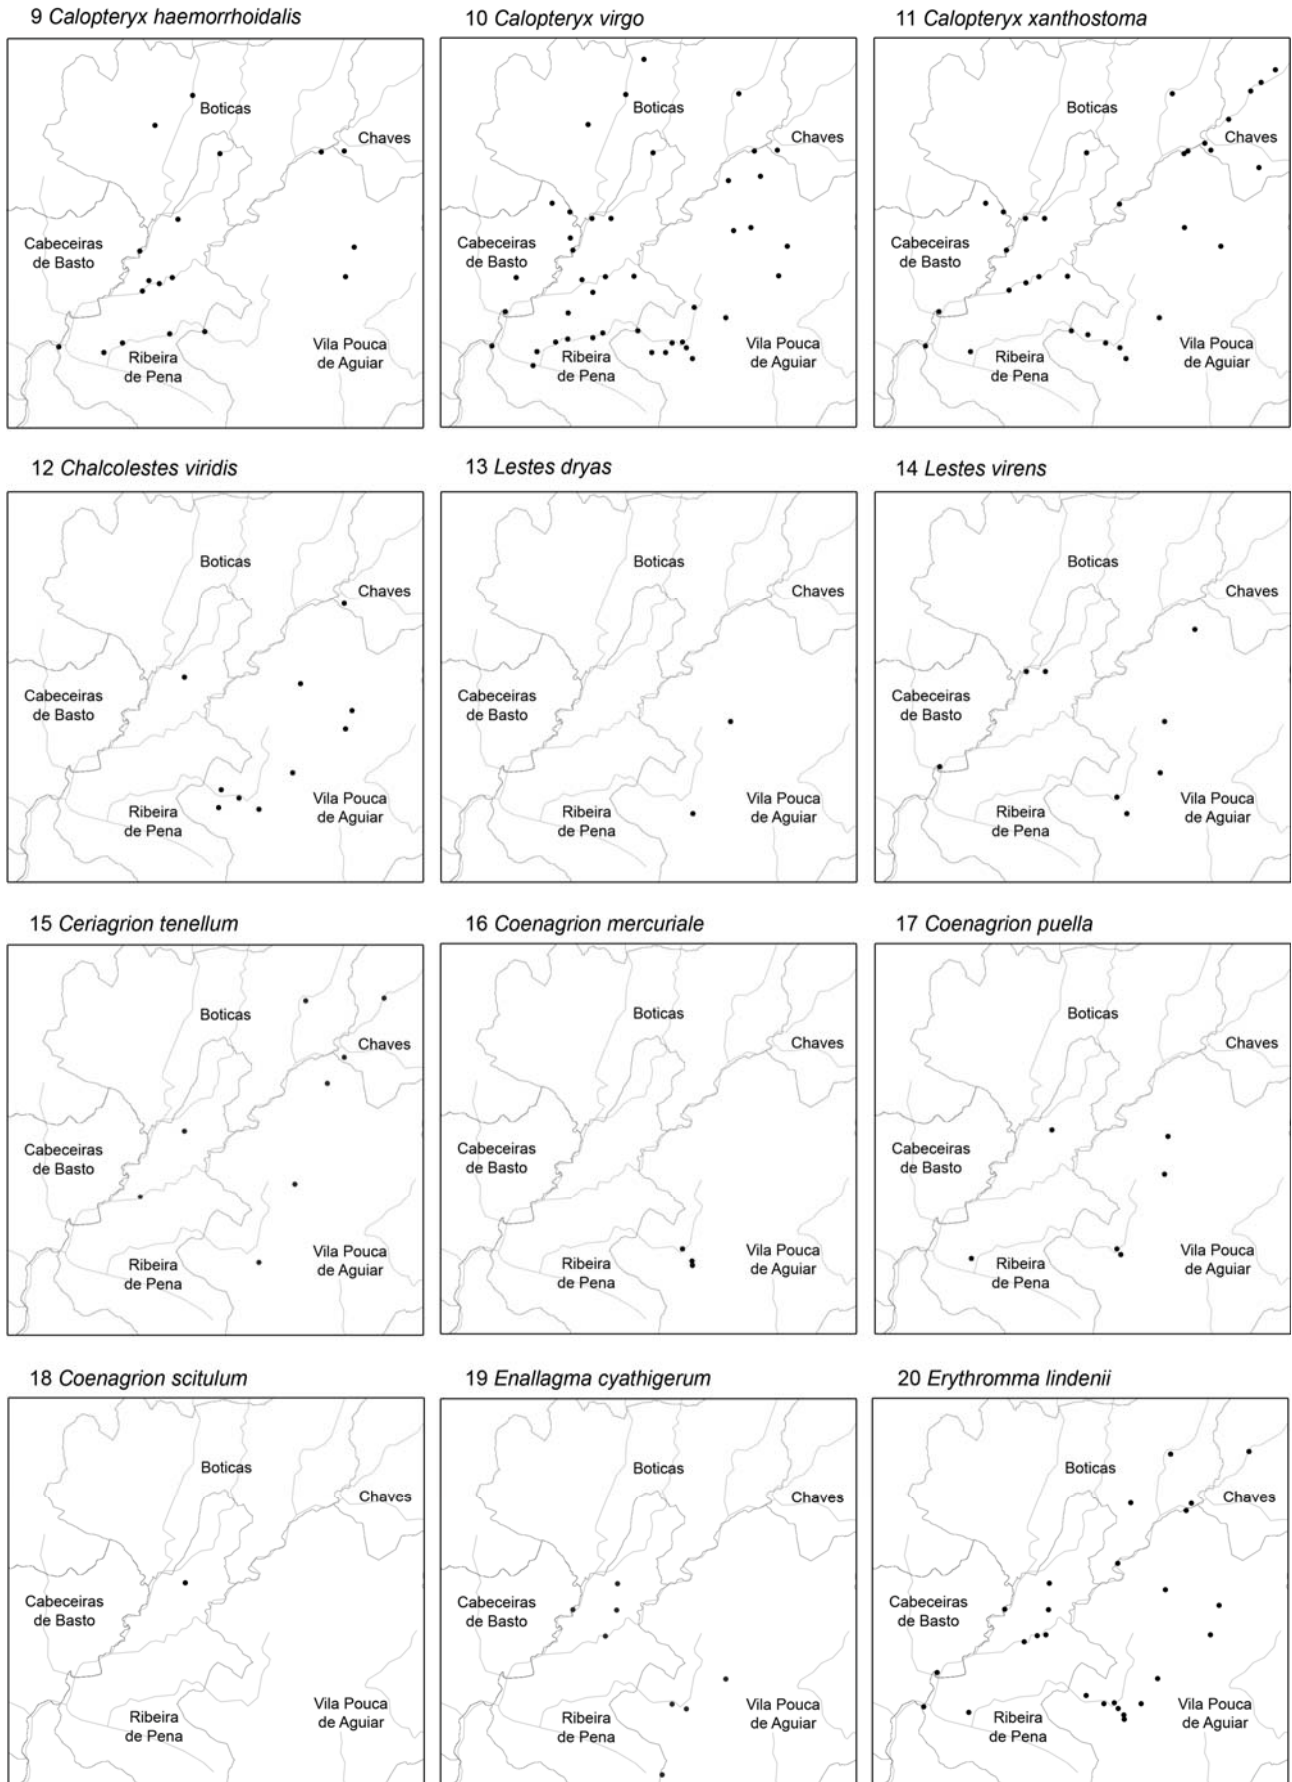 9 Calopteryx haemorrhoidalis
10 Calopteryx virgo
11 Calopteryx xanthostoma
Boticas
Chaves
Cabeceiras
de Basto
Ribeira
de Pena
Vila Pouca
de Aguiar
Boticas
Chaves
Cabeceiras
de Basto
Ribeira
de Pena
Vila Pouca
de Aguiar
Boticas
Chaves
Cabeceiras
de Basto
Ribeira
de Pena
Vila Pouca
de Aguiar
12 Chalcolestes viridis
13 Lestes dryas
14 Lestes virens
Boticas
Chaves
Cabeceiras
de Basto
Ribeira
de Pena
Vila Pouca
de Aguiar
Boticas
Chaves
Cabeceiras
de Basto
Ribeira
de Pena
Vila Pouca
de Aguiar
Boticas
Chaves
Cabeceiras
de Basto
Ribeira
de Pena
Vila Pouca
de Aguiar
15 Ceriagrion tenellum
16 Coenagrion mercuriale
17 Coenagrion puella
Boticas
Chaves
Cabeceiras
de Basto
Ribeira
de Pena
Vila Pouca
de Aguiar
Boticas
Chaves
Cabeceiras
de Basto
Ribeira
de Pena
Vila Pouca
de Aguiar
Boticas
Chaves
Cabeceiras
de Basto
Ribeira
de Pena
Vila Pouca
de Aguiar
18 Coenagrion scitulum
19 Enallagma cyathigerum
20 Erythromma lindenii
Boticas
Chaves
Cabeceiras
de Basto
Ribeira
de Pena
Vila Pouca
de Aguiar
Boticas
Chaves
Cabeceiras
de Basto
Ribeira
de Pena
Vila Pouca
de Aguiar
Boticas
Chaves
Cabeceiras
de Basto
Ribeira
de Pena
Vila Pouca
de Aguiar